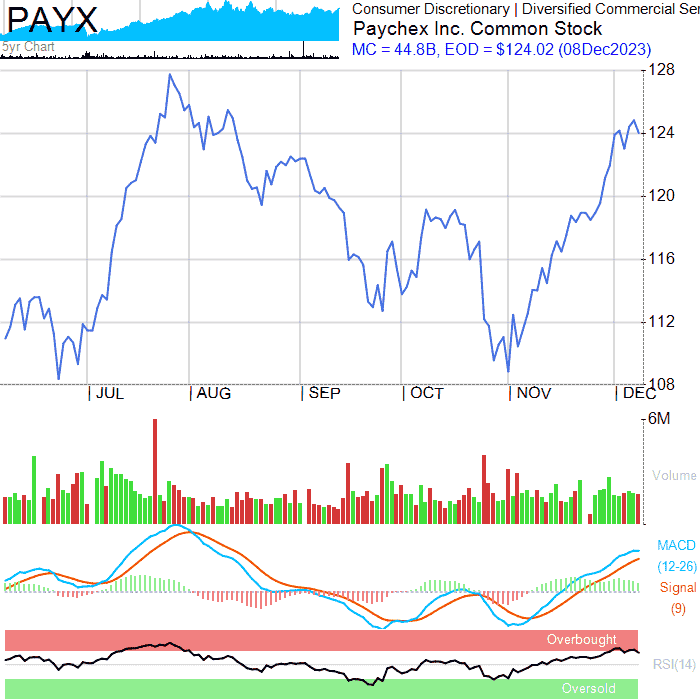 PAYX
5yr Chart
Consumer Discretionary | Diversified Commercial Ser
Paychex Inc. Common Stock
MC = 44.8B, EOD = $124.02 (08Dec2023)
128
124
120
116
112
108
| JUL | AUG | SEP | OCT | NOV | DEC
6M
Volume
MACD
(12-26)
Signal
(9)
Overbought
RSI(14)
Oversold